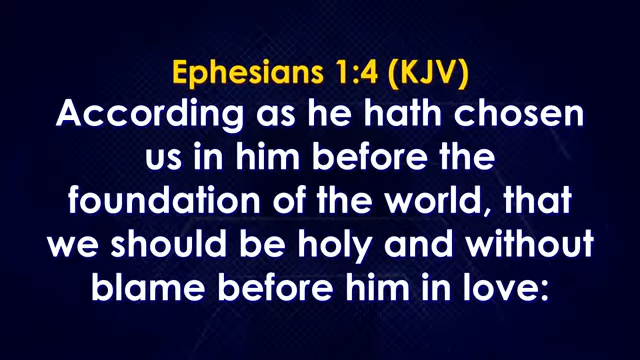 Ephesians 1:4 (KJV)
According as he hath chosen
us in him before the
foundation of the world, that
we should be holy and without
blame before him in love: